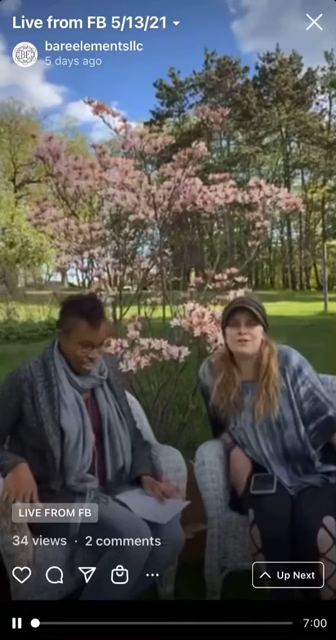 Live from FB 5/13/21
bareelementsllc
5 days ago
LIVE FROM FB
34 views · 2 comments
Up Next
7:00